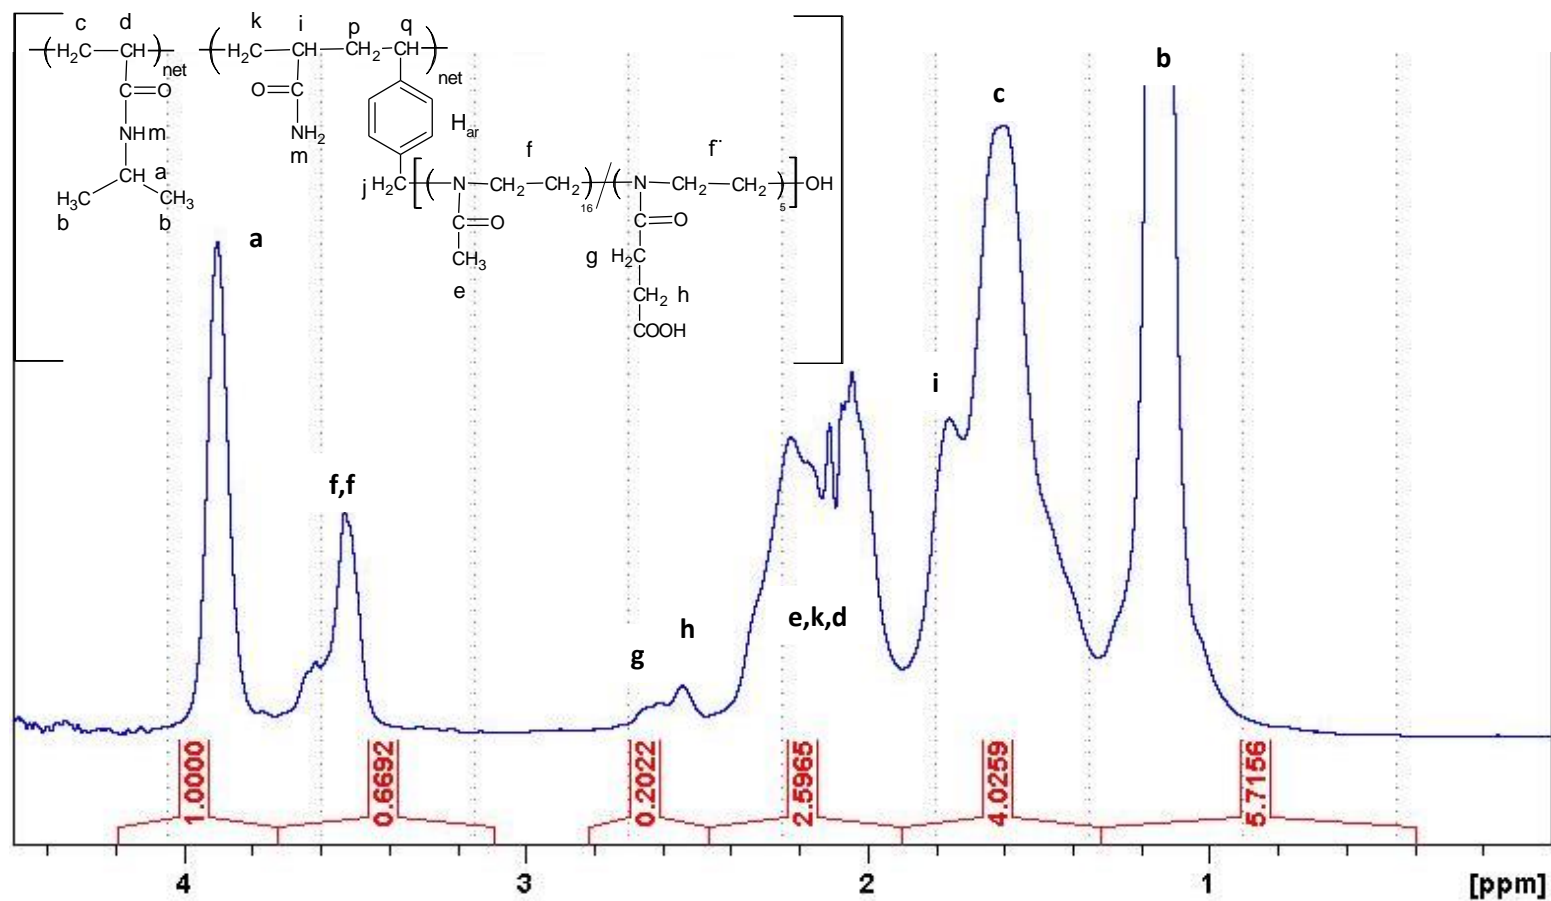 c d k i p q
(H₂C CH)net (H₂C CH CH₂ CH)net
C=O O=C
NH m NH₂ m
H_ar
a
H₃C CH₃
b b
f f¨
j H₂C [(N CH₂ CH₂)₁₆/(N CH₂ CH₂)₅] OH
C=O C=O
CH₃ g H₂C
e CH₂ h
COOH
b
c
a
i
f,f
h
g
e,k,d
1.0000 0.6692 0.2022 2.5965 4.0259 5.7156
4 3 2 1 [ppm]